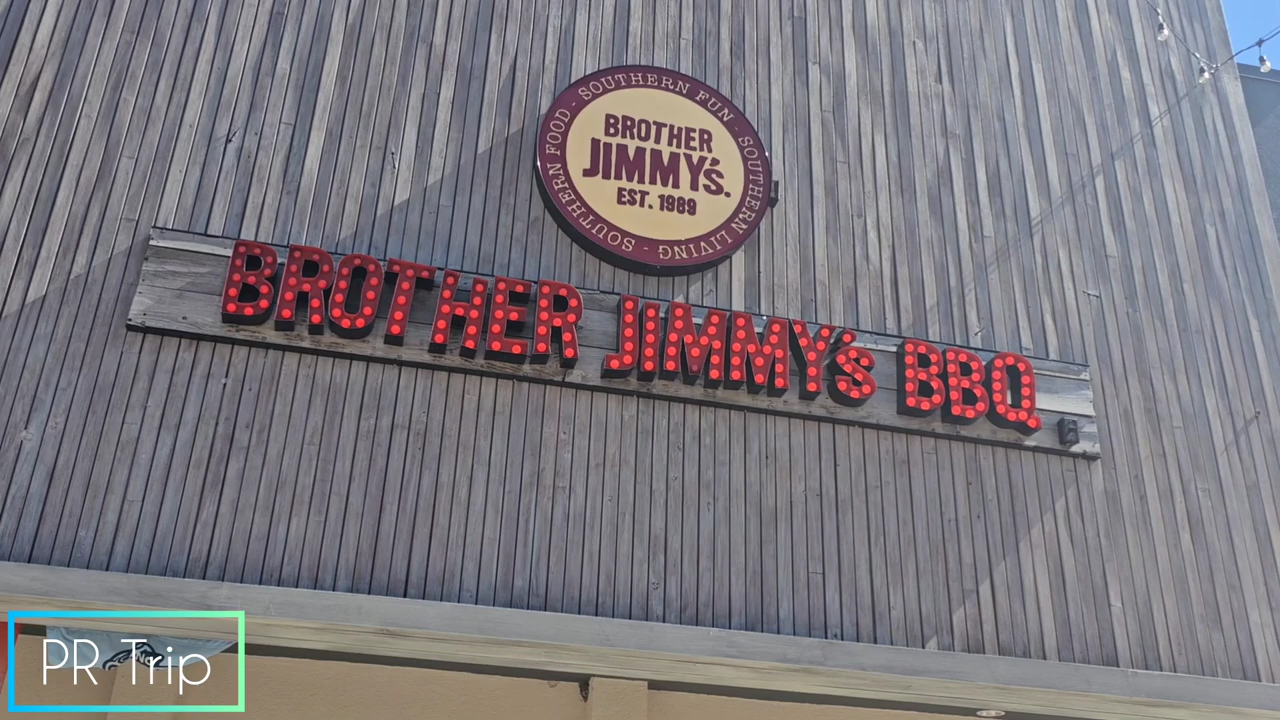 SOUTHERN FOOD - SOUTHERN FUN - SOUTHERN LIVING -
BROTHER
JIMMY'S.
EST. 1989
BROTHER JIMMY'S BBQ
PR Trip